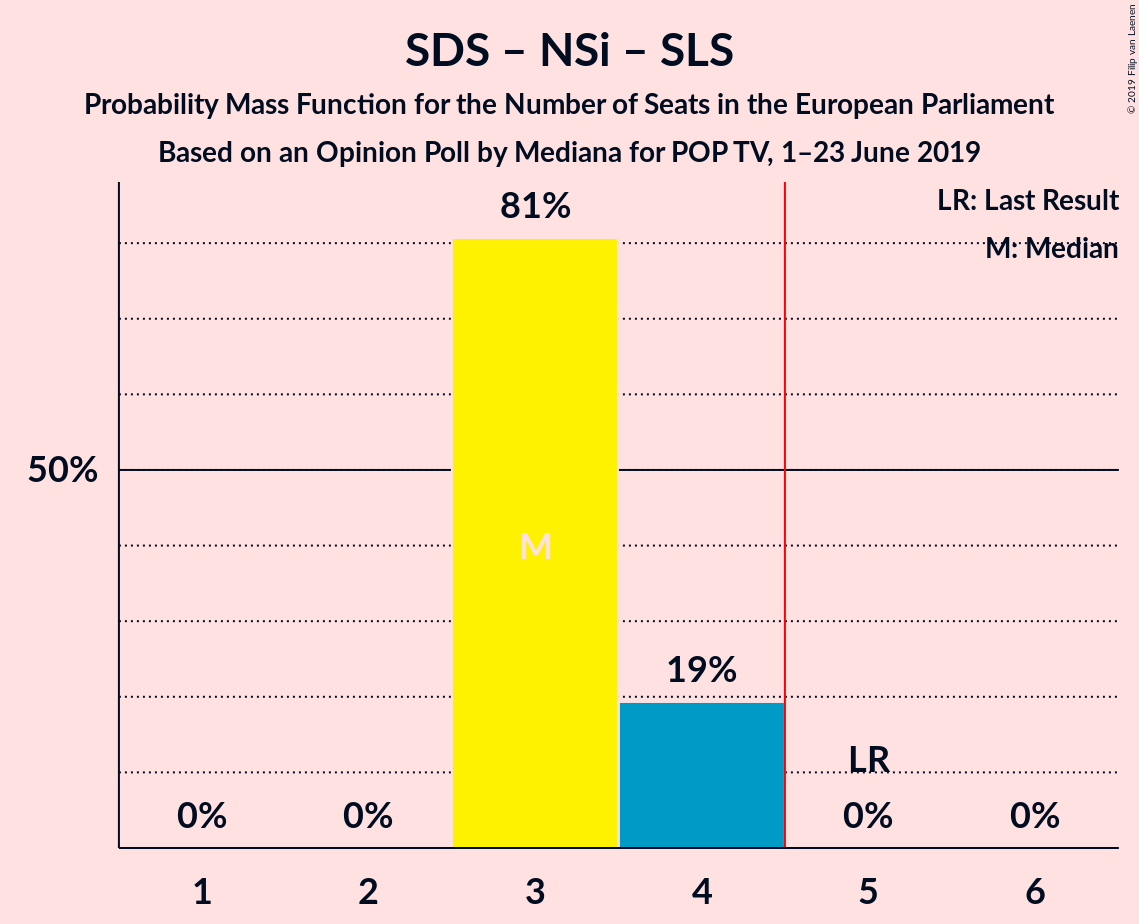 SDS – NSi – SLS
Probability Mass Function for the Number of Seats in the European Parliament
Based on an Opinion Poll by Mediana for POP TV, 1–23 June 2019
© 2019 Filip van Laenen
LR: Last Result
M: Median
81%
50%
M
19%
LR
0% 0% 0% 0%
1 2 3 4 5 6